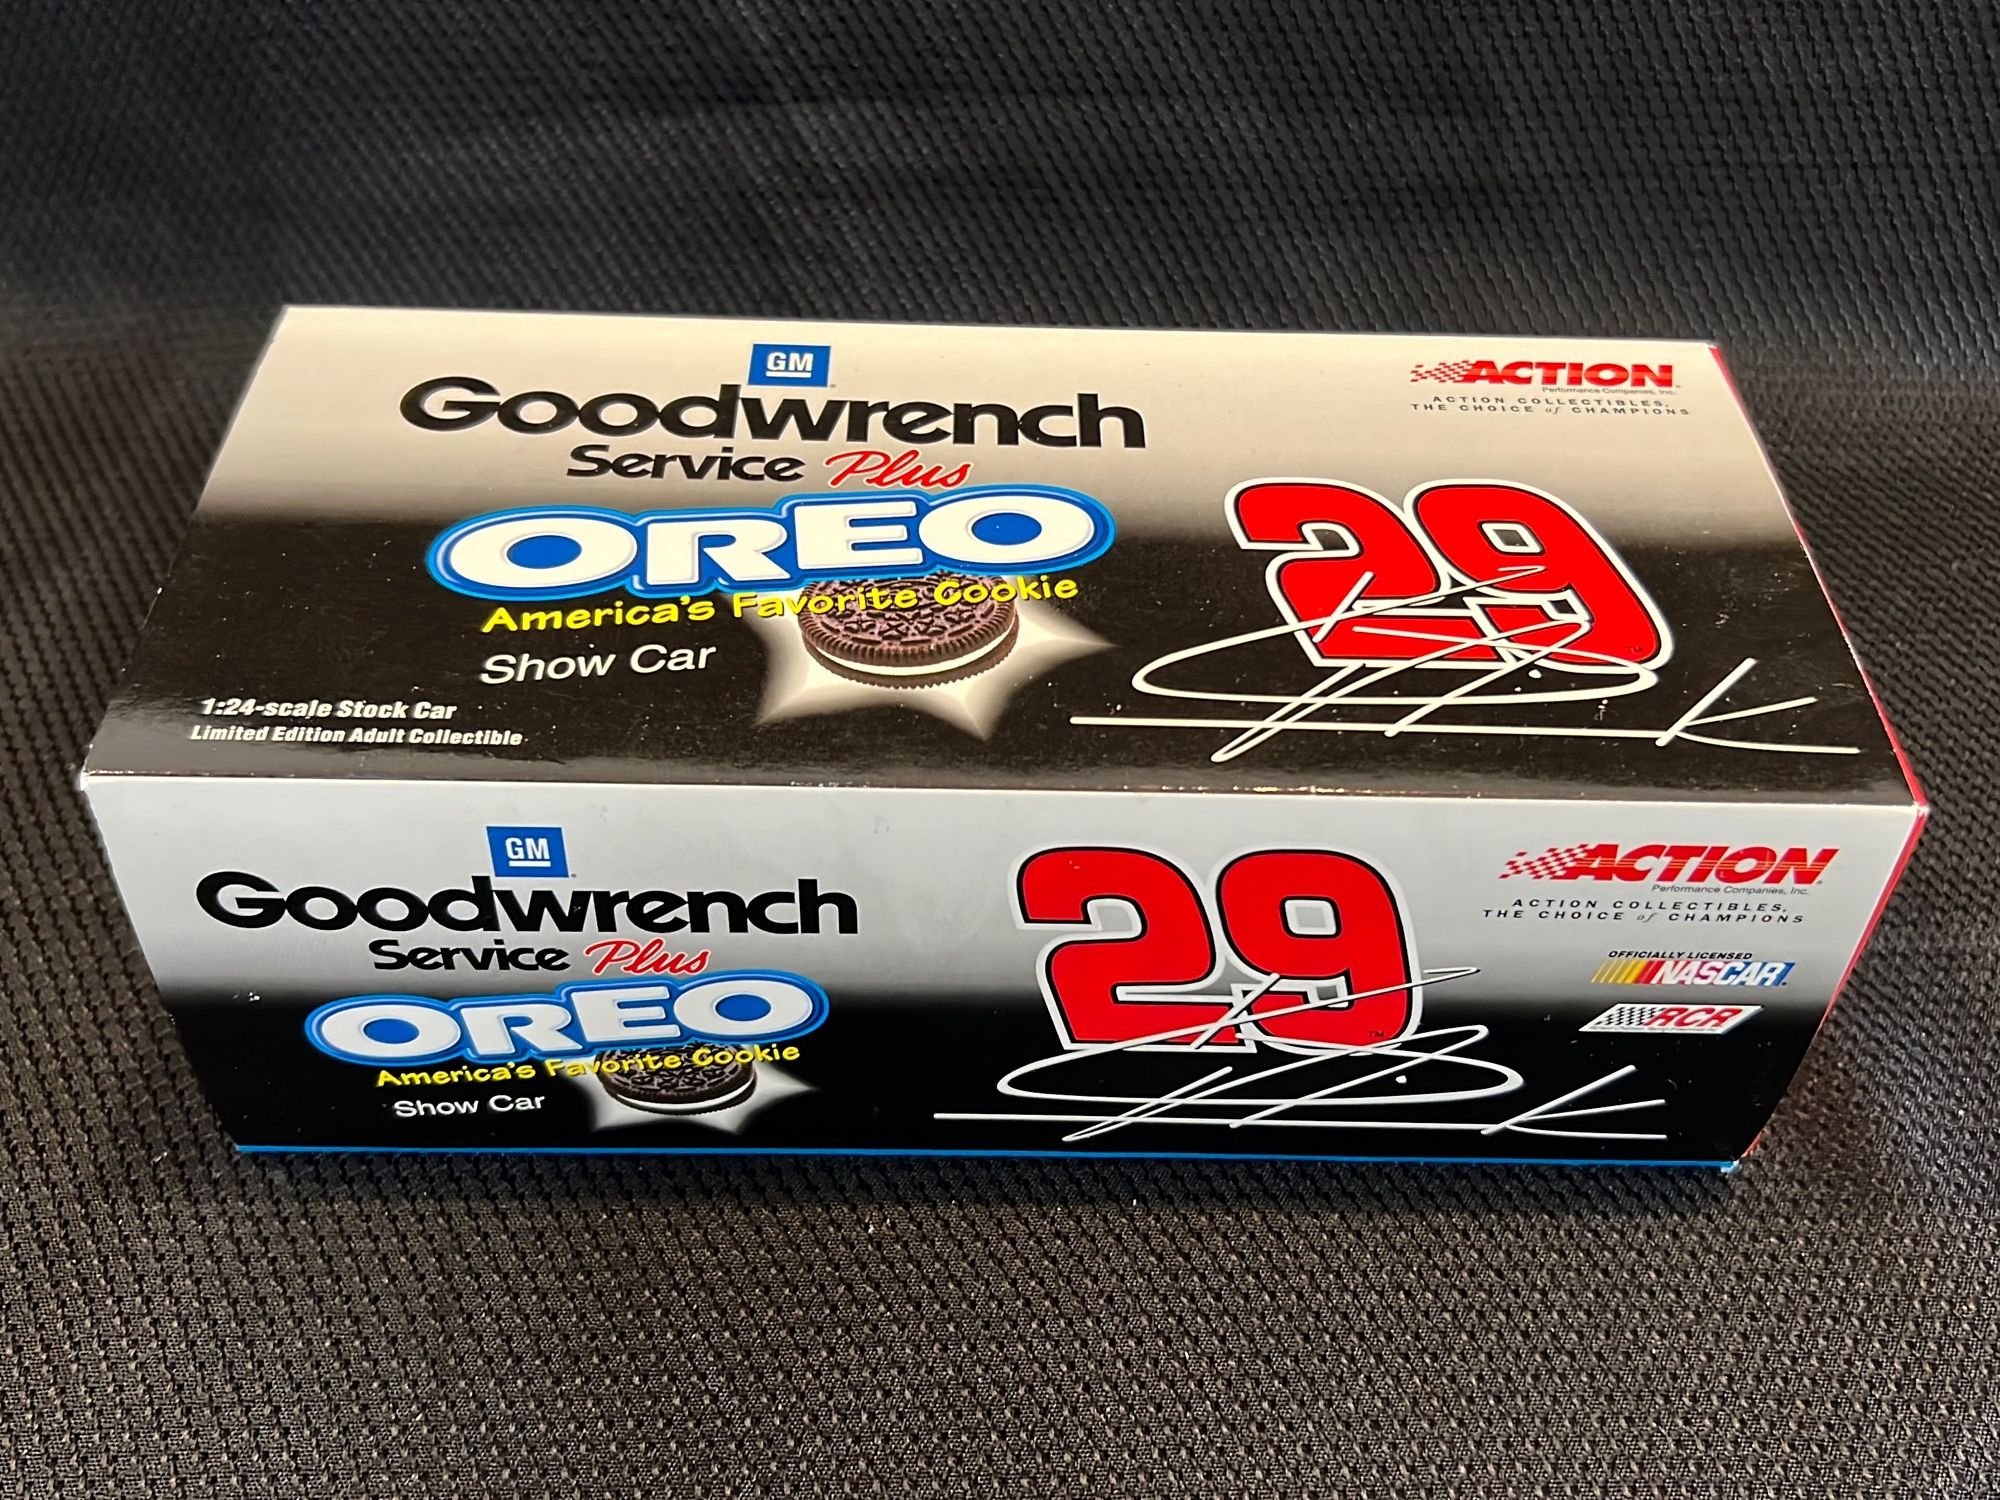 GM
Goodwrench
Service Plus
OREO
America's Favorite Cookie
Show Car
1:24-scale Stock Car
Limited Edition Adult Collectible
ACTION
Performance Companies, Inc.
ACTION COLLECTIBLES,
THE CHOICE of CHAMPIONS
29
TM
GM
Goodwrench
Service Plus
OREO
America's Favorite Cookie
Show Car
29
TM
ACTION
Performance Companies, Inc.
ACTION COLLECTIBLES,
THE CHOICE of CHAMPIONS
OFFICIALLY LICENSED
NASCAR
RCR